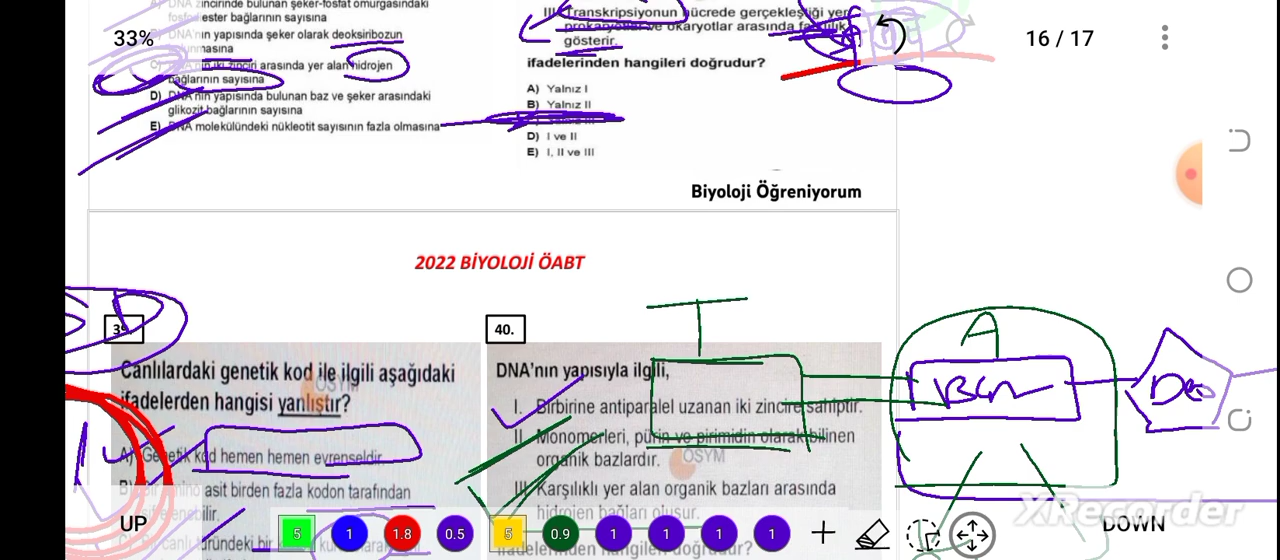 A) DNA zincirinde bulunan şeker-fosfat omurgasındaki
fosfodiester bağlarının sayısına
DNA'nın yapısında şeker olarak deoksiribozun
C) iki zinciri arasında yer alan hidrojen
bağlarının sayısına
D) DNA'nın yapısında bulunan baz ve şeker arasındaki
glikozit bağlarının sayısına
E) DNA molekülündeki nükleotit sayısının fazla olmasına
III. Transkripsiyonun hücrede gerçekleştiği yer
prokaryotlar ve ökaryotlar arasında farklılık
gösterir.
ifadelerinden hangileri doğrudur?
A) Yalnız I
B) Yalnız II
D) I ve II
E) I, II ve III
33%
16 / 17
Biyoloji Öğreniyorum
2022 BİYOLOJİ ÖABT
39.
Canlılardaki genetik kod ile ilgili aşağıdaki
ifadelerden hangisi yanlıştır?
A) Genetik kod hemen hemen evrenseldir.
asit birden fazla kodon tarafından
40.
DNA'nın yapısıyla ilgili,
I. Birbirine antiparalel uzanan iki zincire sahiptir.
II. Monomerleri, pürin ve pirimidin olarak bilinen
organik bazlardır.
III. Karşılıklı yer alan organik bazları arasında
hidrojen bağları oluşur.
ifadelerinden hangileri doğrudur?
ÖSYM
ÖSYM
T
A
UP
5
1
1.8
0.5
5
0.9
1
1
1
1
DOWN
XRecorder